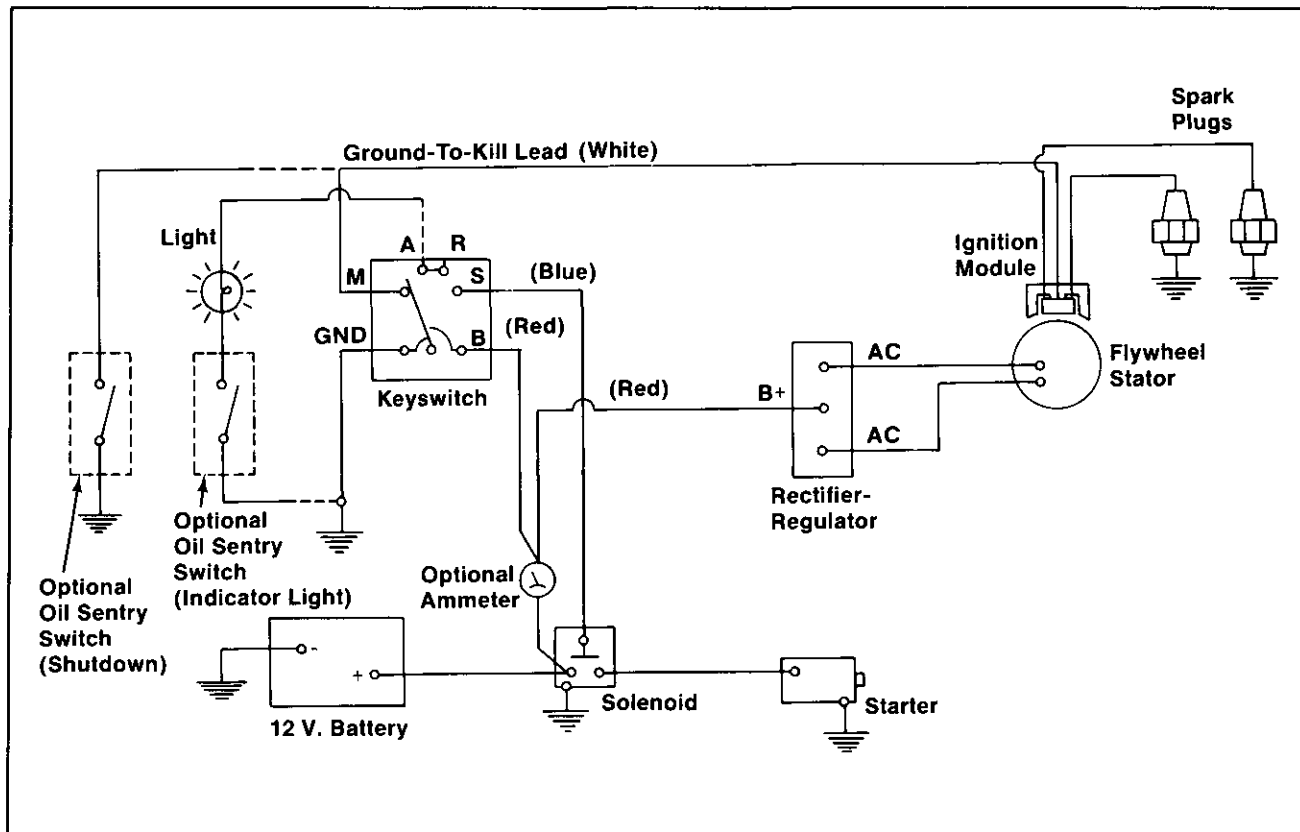 Spark
Plugs
Ground-To-Kill Lead (White)
Light
A
R
Ignition
Module
M
S
(Blue)
GND
B
(Red)
AC
Flywheel
Stator
Keyswitch
(Red)
B+
AC
Rectifier-
Regulator
Optional
Oil Sentry
Switch
(Indicator Light)
Optional
Ammeter
Optional
Oil Sentry
Switch
(Shutdown)
-
+
Solenoid
Starter
12 V. Battery